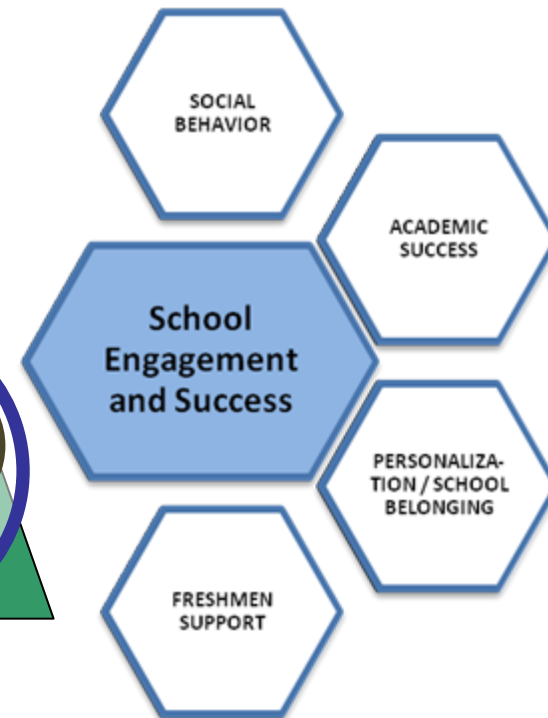 SOCIAL
BEHAVIOR
ACADEMIC
SUCCESS
School
Engagement
and Success
PERSONALIZA-
TION / SCHOOL
BELONGING
FRESHMEN
SUPPORT